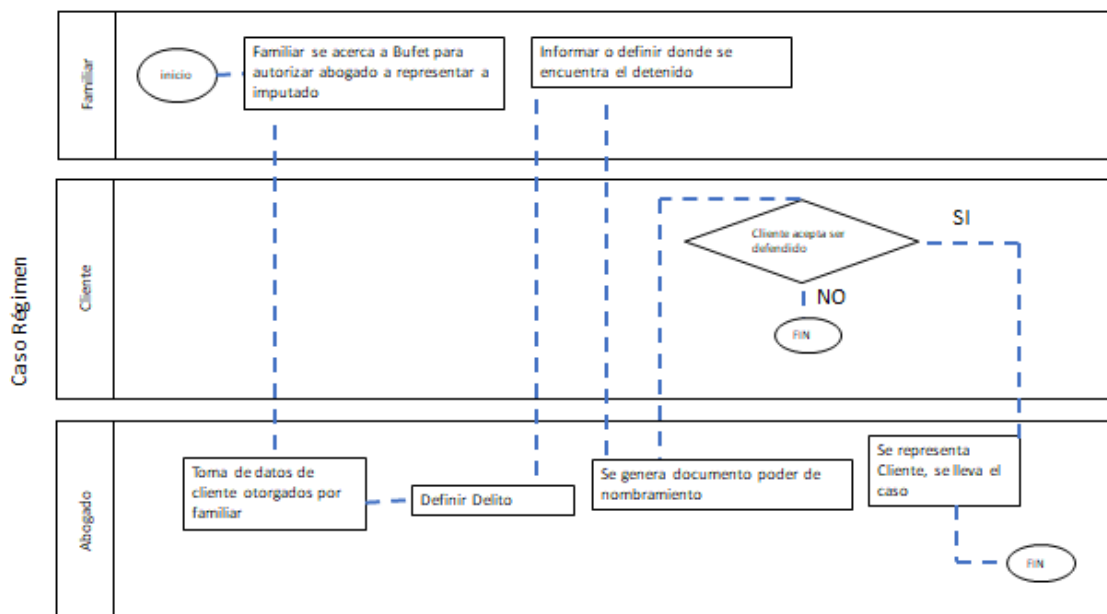 Caso Régimen
Familiar
inicio
Familiar se acerca a Bufet para
autorizar abogado a representar a
imputado
Informar o definir donde se
encuentra el detenido
Cliente
Cliente acepta ser
defendido
SI
NO
FIN
Abogado
Toma de datos de
cliente otorgados por
familiar
Definir Delito
Se genera documento poder de
nombramiento
Se representa
Cliente, se lleva el
caso
FIN